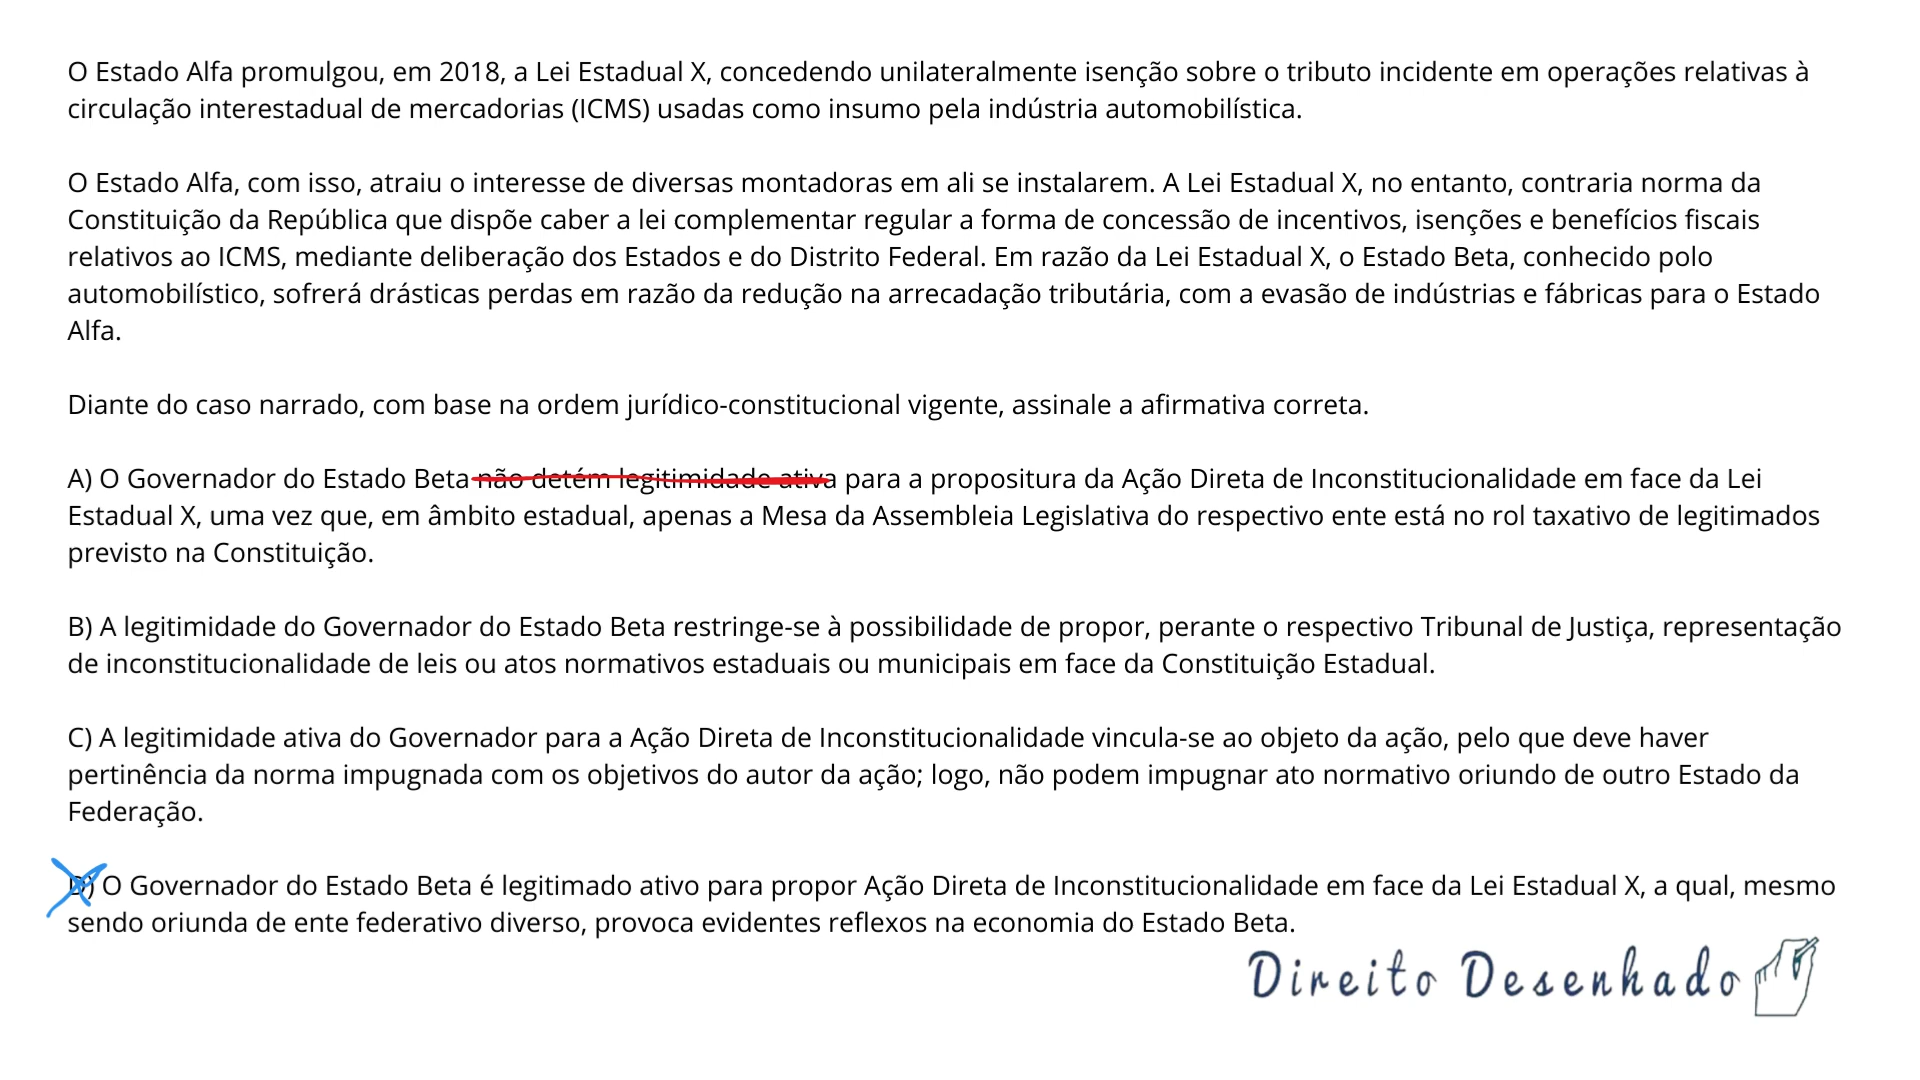 O Estado Alfa promulgou, em 2018, a Lei Estadual X, concedendo unilateralmente isenção sobre o tributo incidente em operações relativas à
circulação interestadual de mercadorias (ICMS) usadas como insumo pela indústria automobilística.
O Estado Alfa, com isso, atraiu o interesse de diversas montadoras em ali se instalarem. A Lei Estadual X, no entanto, contraria norma da
Constituição da República que dispõe caber a lei complementar regular a forma de concessão de incentivos, isenções e benefícios fiscais
relativos ao ICMS, mediante deliberação dos Estados e do Distrito Federal. Em razão da Lei Estadual X, o Estado Beta, conhecido polo
automobilístico, sofrerá drásticas perdas em razão da redução na arrecadação tributária, com a evasão de indústrias e fábricas para o Estado
Alfa.
Diante do caso narrado, com base na ordem jurídico-constitucional vigente, assinale a afirmativa correta.
A) O Governador do Estado Beta não detém legitimidade ativa para a propositura da Ação Direta de Inconstitucionalidade em face da Lei
Estadual X, uma vez que, em âmbito estadual, apenas a Mesa da Assembleia Legislativa do respectivo ente está no rol taxativo de legitimados
previsto na Constituição.
B) A legitimidade do Governador do Estado Beta restringe-se à possibilidade de propor, perante o respectivo Tribunal de Justiça, representação
de inconstitucionalidade de leis ou atos normativos estaduais ou municipais em face da Constituição Estadual.
C) A legitimidade ativa do Governador para a Ação Direta de Inconstitucionalidade vincula-se ao objeto da ação, pelo que deve haver
pertinência da norma impugnada com os objetivos do autor da ação; logo, não podem impugnar ato normativo oriundo de outro Estado da
Federação.
D) O Governador do Estado Beta é legitimado ativo para propor Ação Direta de Inconstitucionalidade em face da Lei Estadual X, a qual, mesmo
sendo oriunda de ente federativo diverso, provoca evidentes reflexos na economia do Estado Beta.
Direito Desenhado